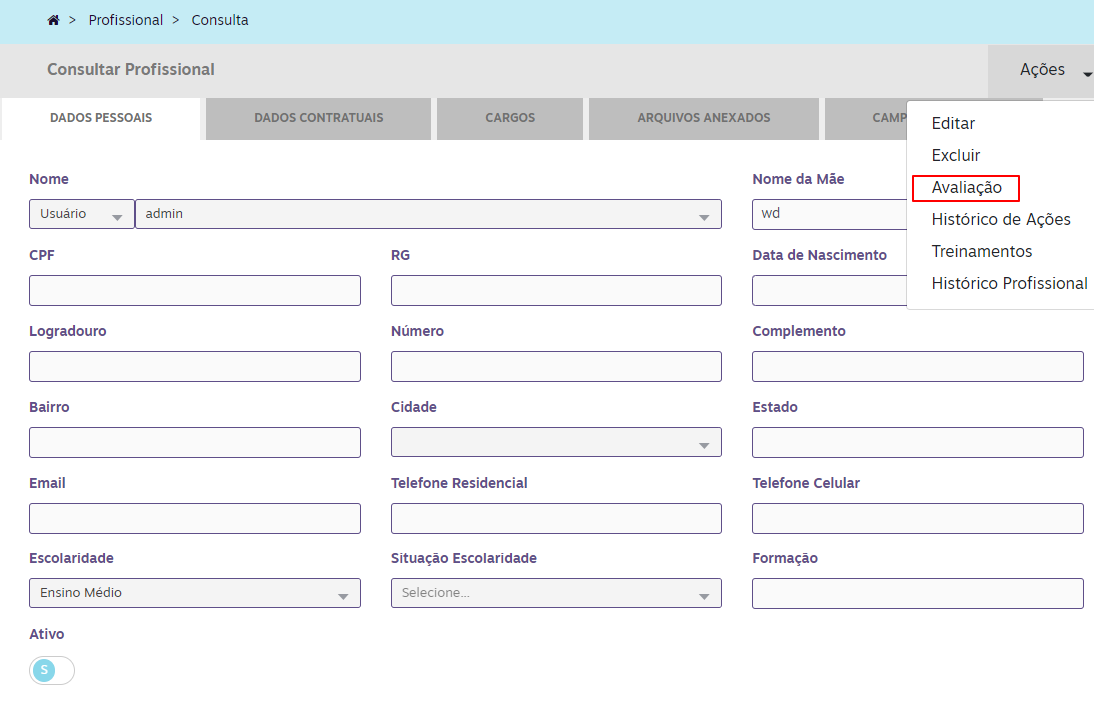 > Profissional > Consulta
Consultar Profissional
Ações
DADOS PESSOAIS
DADOS CONTRATUAIS
CARGOS
ARQUIVOS ANEXADOS
CAMP
Editar
Excluir
Avaliação
Histórico de Ações
Treinamentos
Histórico Profissional
Nome
Nome da Mãe
Usuário
admin
wd
CPF
RG
Data de Nascimento
Logradouro
Número
Complemento
Bairro
Cidade
Estado
Email
Telefone Residencial
Telefone Celular
Escolaridade
Situação Escolaridade
Formação
Ensino Médio
Selecione...
Ativo
S